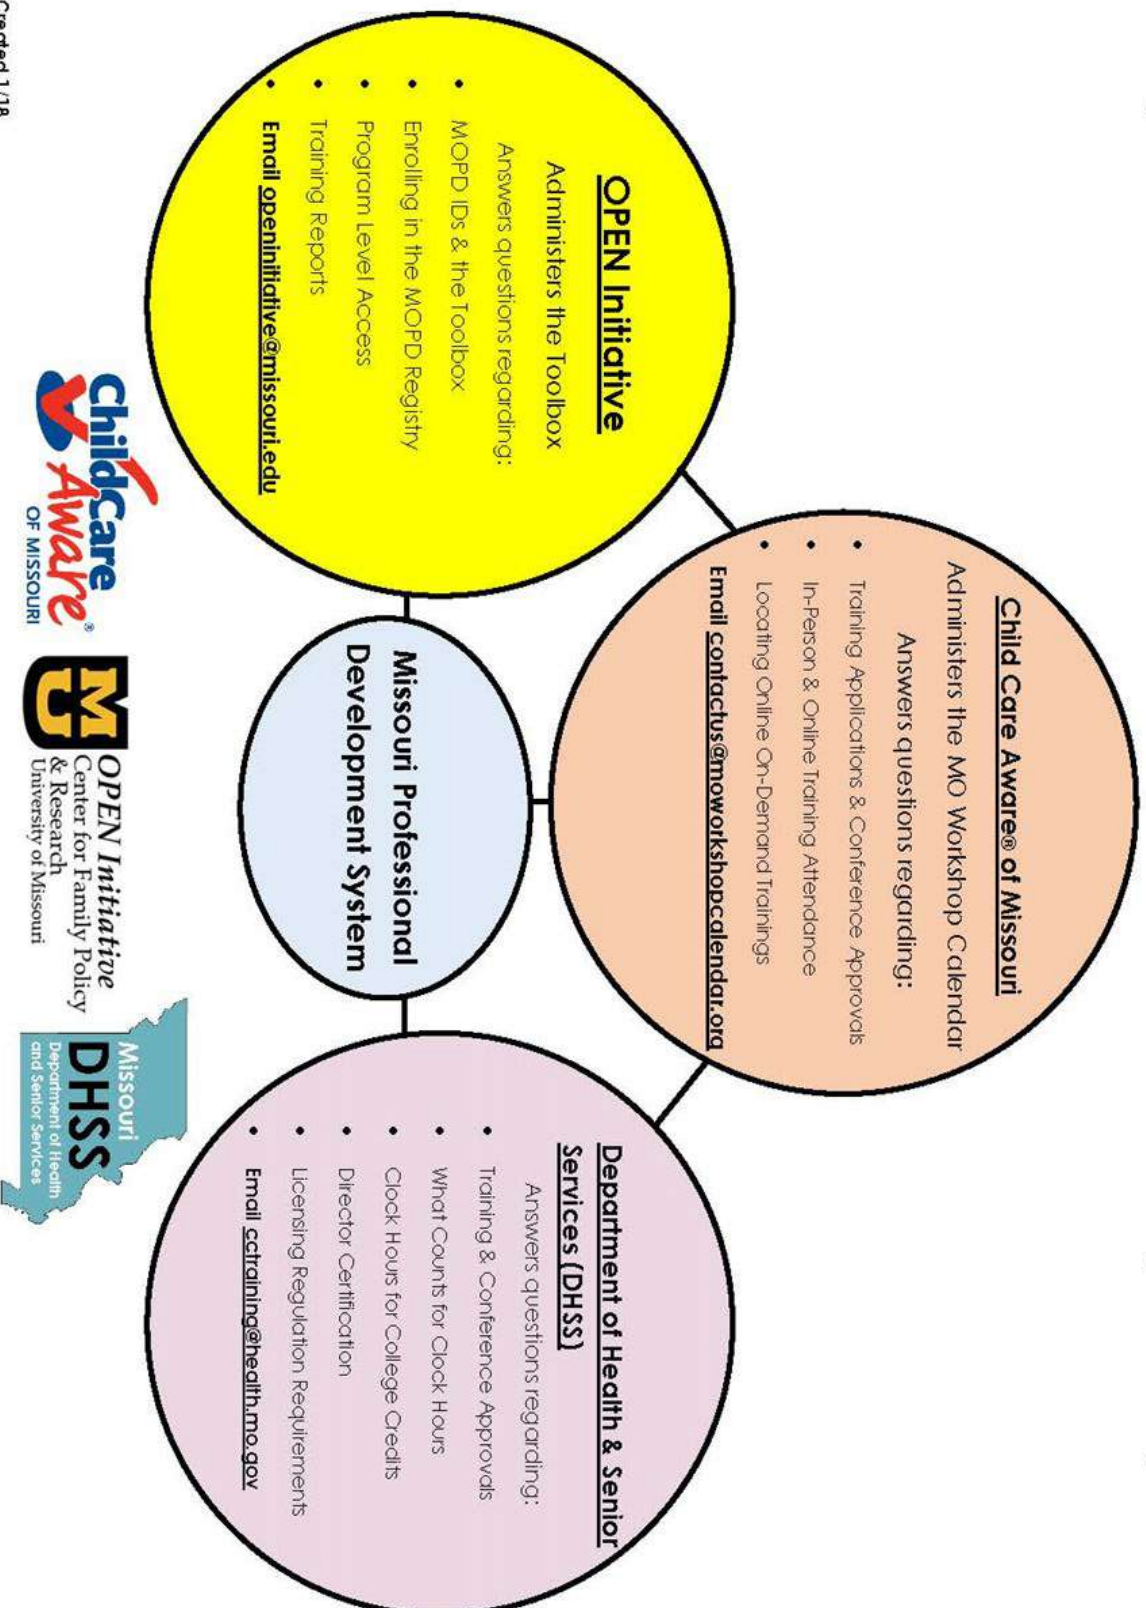 Child Care Aware® of Missouri
Administers the MO Workshop Calendar
Answers questions regarding:
• Training Applications & Conference Approvals
• In-Person & Online Training Attendance
• Locating Online On-Demand Trainings
Email contactus@moworkshopcalendar.org
OPEN Initiative
Administers the Toolbox
Answers questions regarding:
• MOPD IDs & the Toolbox
• Enrolling in the MOPD Registry
• Program Level Access
• Training Reports
• Email openinitiative@missouri.edu
Missouri Professional
Development System
Department of Health & Senior
Services (DHSS)
Answers questions regarding:
• Training & Conference Approvals
• What Counts for Clock Hours
• Clock Hours for College Credits
• Director Certification
• Licensing Regulation Requirements
• Email cctraining@health.mo.gov
Created 1/18
ChildCare
Aware®
OF MISSOURI
MU
OPEN Initiative
Center for Family Policy
& Research
University of Missouri
Missouri
DHSS
Department of Health
and Senior Services